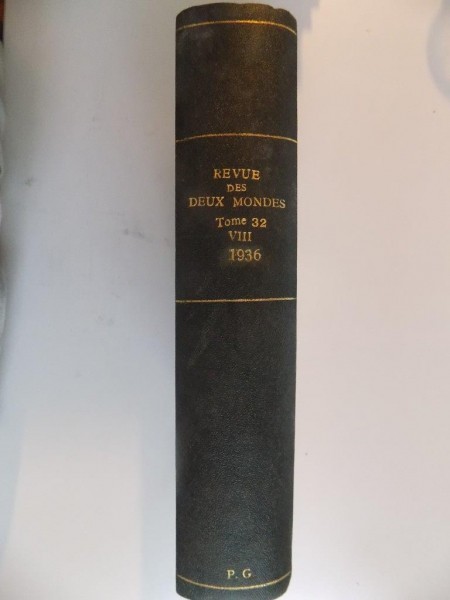 REVUE
DES
DEUX MONDES
Tome 32
VIII
1936
P. G